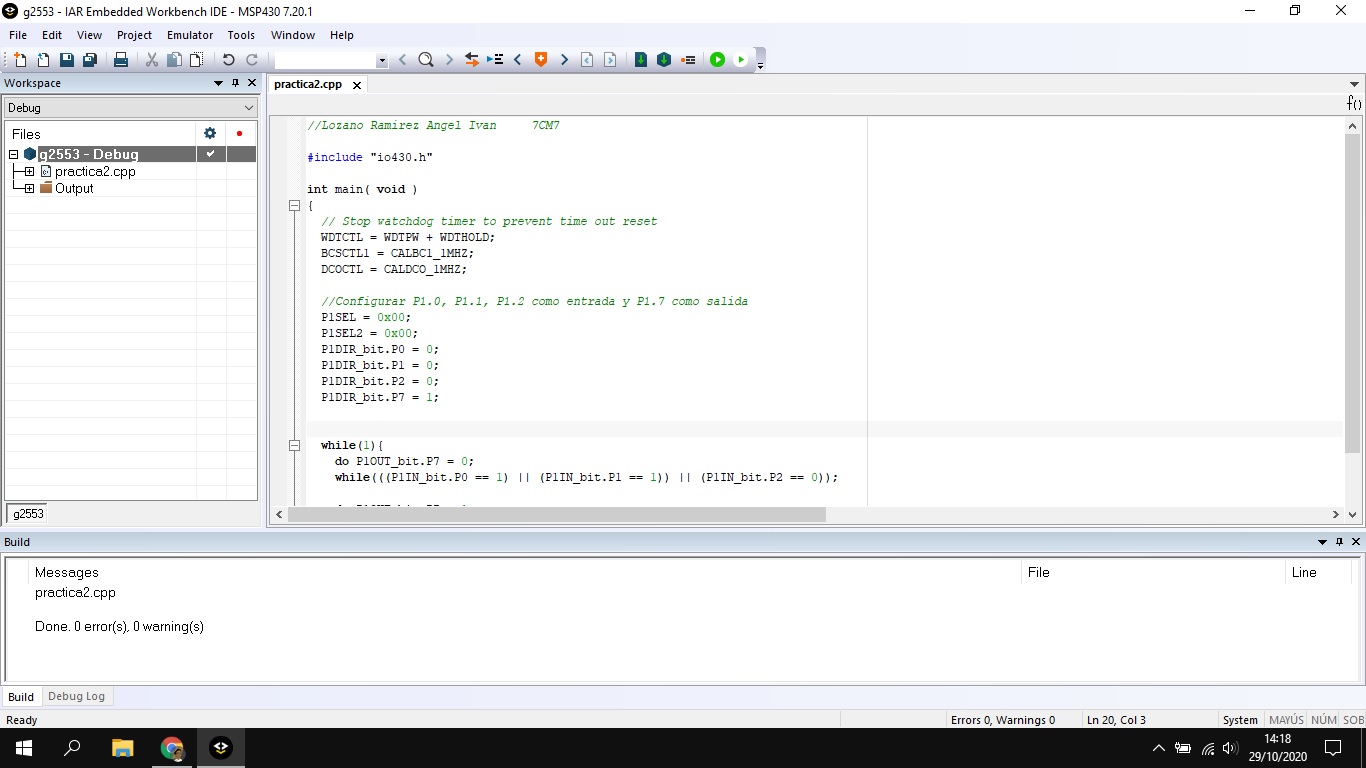 g2553 - IAR Embedded Workbench IDE - MSP430 7.20.1
File Edit View Project Emulator Tools Window Help
Workspace
practica2.cpp
Debug
f()
Files
g2553 - Debug
practica2.cpp
Output
g2553
//Lozano Ramirez Angel Ivan     7CM7
#include "io430.h"
int main( void )
{
  // Stop watchdog timer to prevent time out reset
  WDTCTL = WDTPW + WDTHOLD;
  BCSCTL1 = CALBC1_1MHZ;
  DCOCTL = CALDCO_1MHZ;
  //Configurar P1.0, P1.1, P1.2 como entrada y P1.7 como salida
  P1SEL = 0x00;
  P1SEL2 = 0x00;
  P1DIR_bit.P0 = 0;
  P1DIR_bit.P1 = 0;
  P1DIR_bit.P2 = 0;
  P1DIR_bit.P7 = 1;
  while(1){
    do P1OUT_bit.P7 = 0;
    while(((P1IN_bit.P0 == 1) || (P1IN_bit.P1 == 1)) || (P1IN_bit.P2 == 0));
Build
Messages File Line
practica2.cpp
Done. 0 error(s), 0 warning(s)
Build Debug Log
Ready Errors 0, Warnings 0 Ln 20, Col 3 System MAYÚS NÚM SOB
14:18
29/10/2020